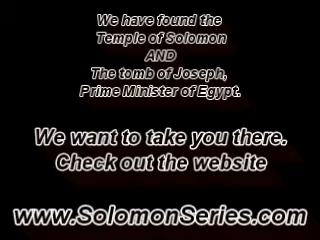 We have found the
Temple of Solomon
AND
The tomb of Joseph,
Prime Minister of Egypt.
We want to take you there.
Check out the website
www.SolomonSeries.com